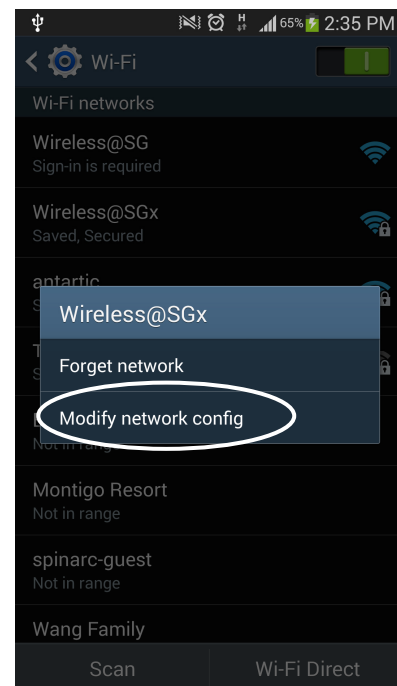 H 65% 2:35 PM
Wi-Fi
Wi-Fi networks
Wireless@SG
Sign-in is required
Wireless@SGx
Saved, Secured
antartic
Wireless@SGx
Forget network
Modify network config
Not in range
Montigo Resort
Not in range
spinarc-guest
Not in range
Wang Family
Scan Wi-Fi Direct